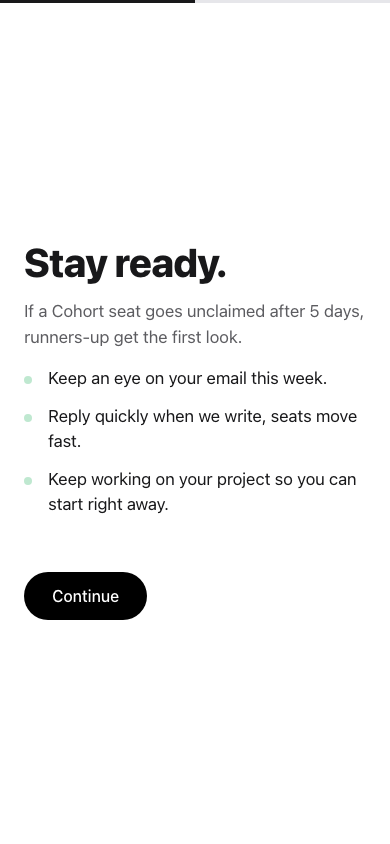 Stay ready.
If a Cohort seat goes unclaimed after 5 days,
runners-up get the first look.
Keep an eye on your email this week.
Reply quickly when we write, seats move
fast.
Keep working on your project so you can
start right away.
Continue